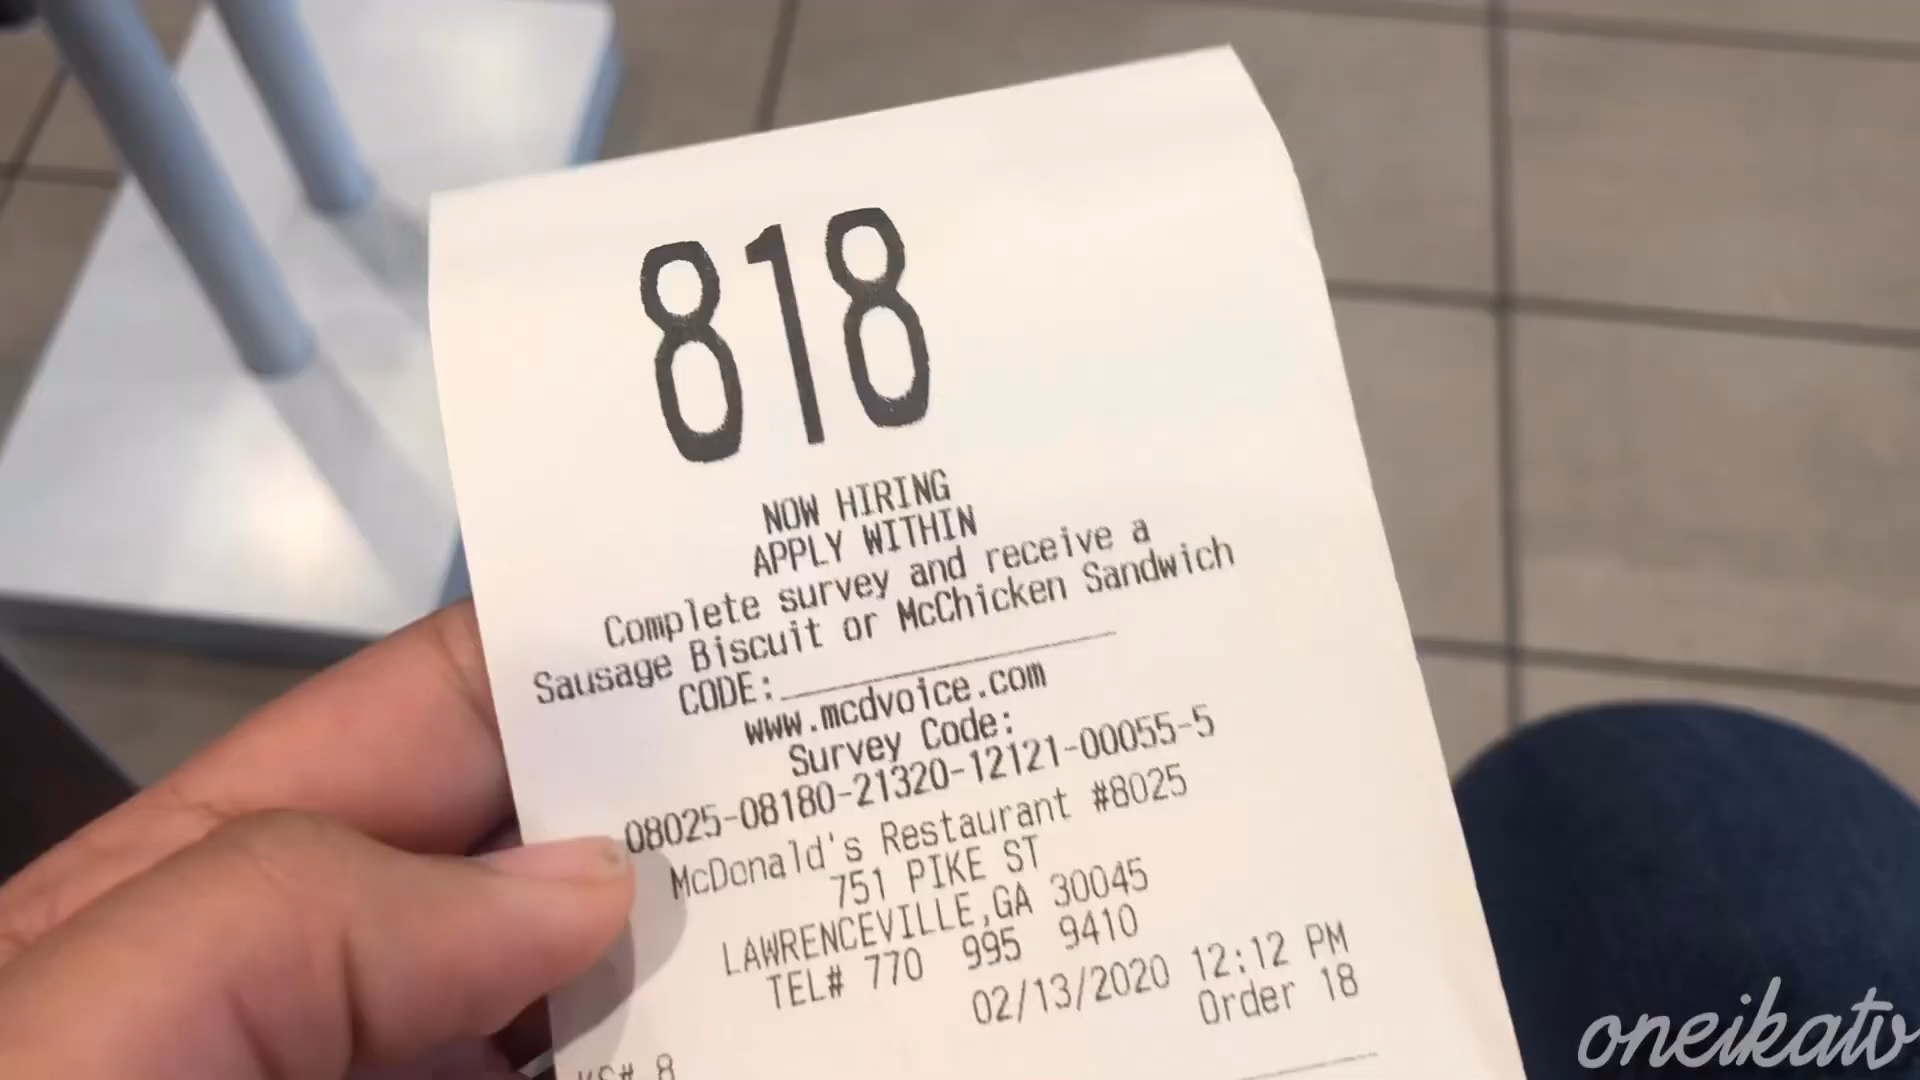 818
NOW HIRING
APPLY WITHIN
Complete survey and receive a
Sausage Biscuit or McChicken Sandwich
CODE:
www.mcdvoice.com
Survey Code:
08025-08180-21320-12121-00055-5
McDonald's Restaurant #8025
751 PIKE ST
LAWRENCEVILLE,GA 30045
TEL# 770 995 9410
02/13/2020 12:12 PM
Order 18
KS# 8
oneikatv